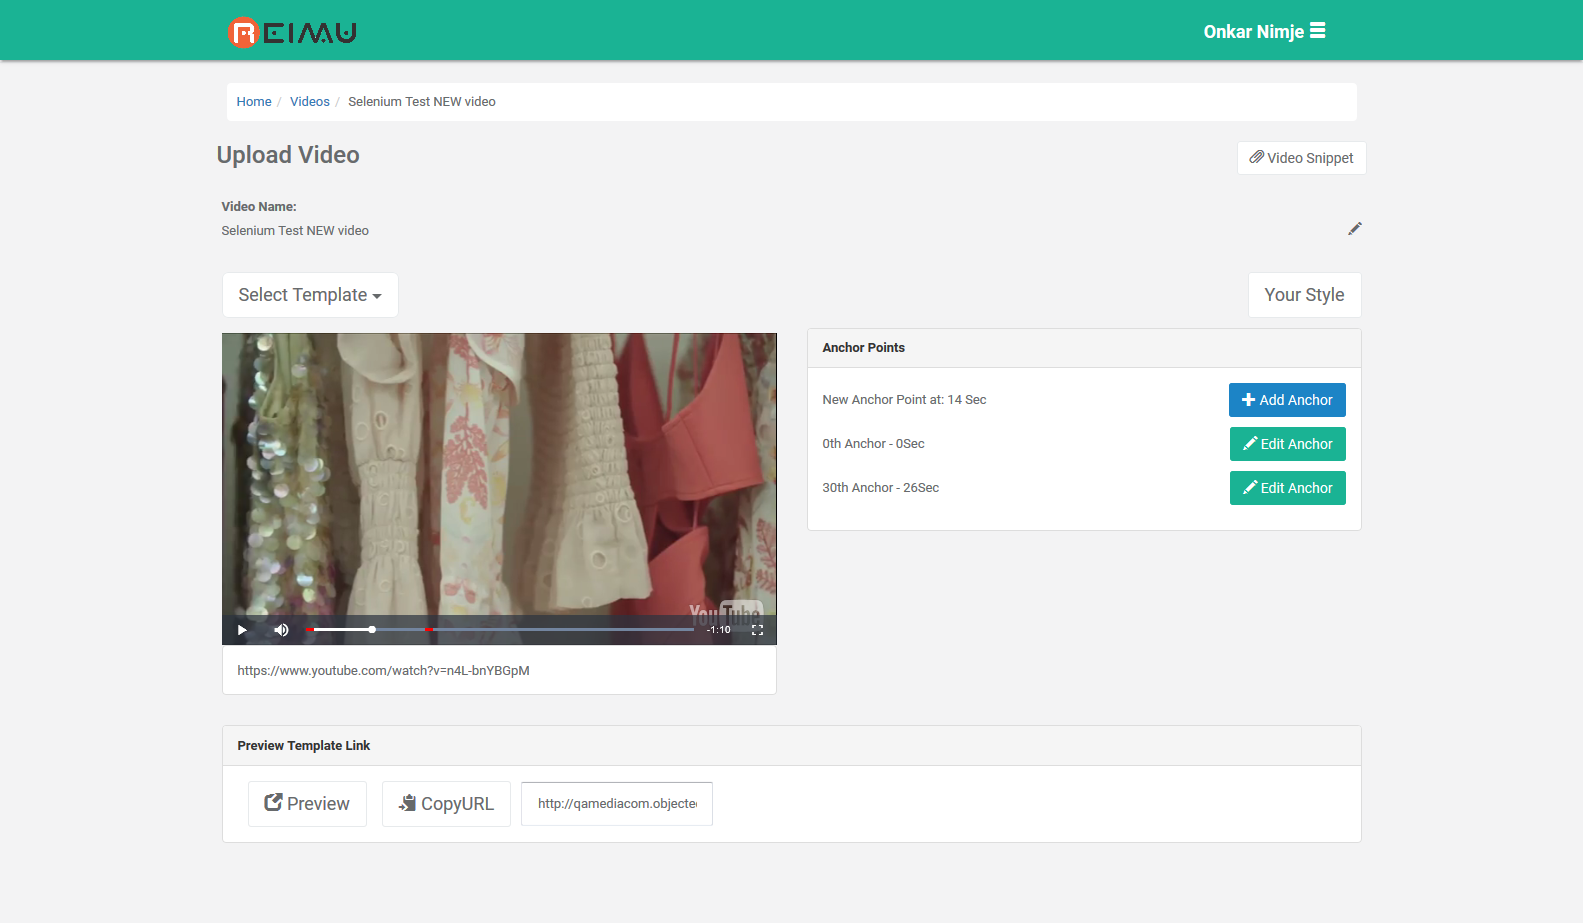 REIMU
Onkar Nimje
Home / Videos / Selenium Test NEW video
Upload Video
Video Snippet
Video Name:
Selenium Test NEW video
Select Template
Your Style
YouTube
-1:10
https://www.youtube.com/watch?v=n4L-bnYBGpM
Anchor Points
New Anchor Point at: 14 Sec
Add Anchor
0th Anchor - 0Sec
Edit Anchor
30th Anchor - 26Sec
Edit Anchor
Preview Template Link
Preview
CopyURL
http://qamediacom.objecte